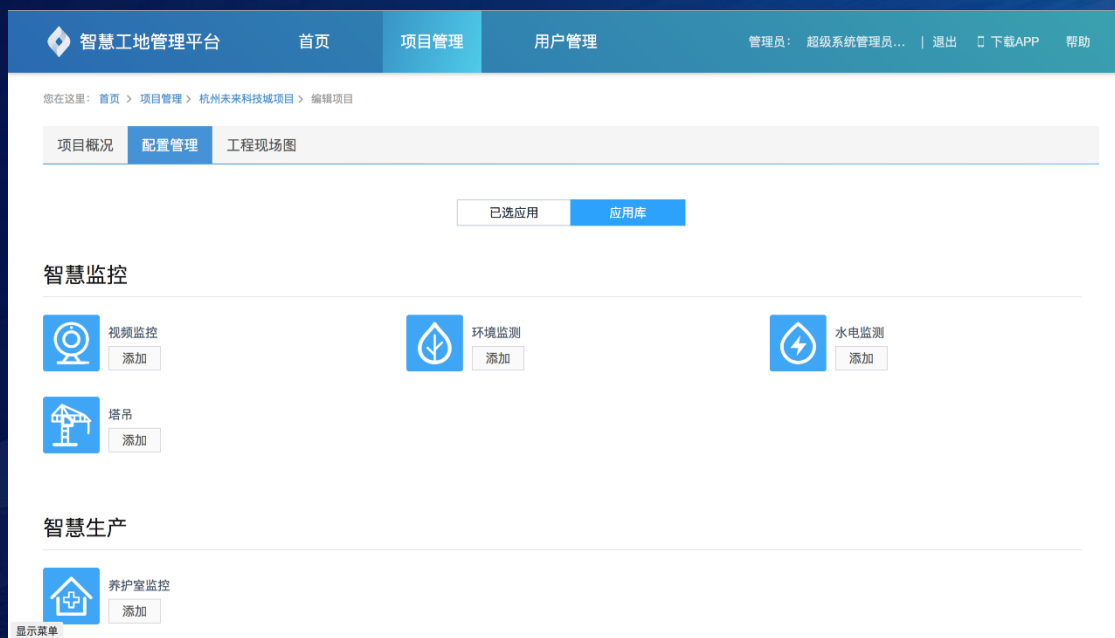 智慧工地管理平台 首页 项目管理 用户管理 管理员： 超级系统管理员... | 退出 下载APP 帮助
您在这里： 首页 > 项目管理 > 杭州未来科技城项目 > 编辑项目
项目概况 配置管理 工程现场图
已选应用 应用库
智慧监控
视频监控 环境监测 水电监测
添加 添加 添加
塔吊
添加
智慧生产
养护室监控
添加
显示菜单